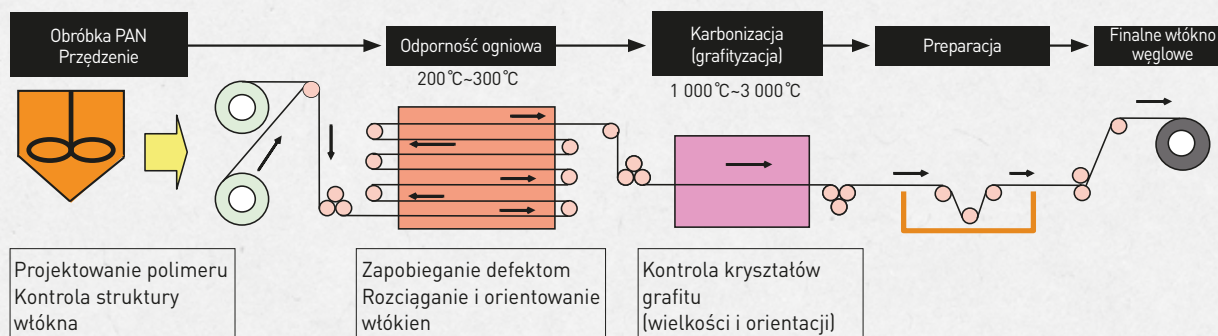 Obróbka PAN
Przędzenie
Odporność ogniowa
Karbonizacja
(grafityzacja)
Preparacja
Finalne włókno
węglowe
200°C~300°C
1 000°C~3 000°C
Projektowanie polimeru
Kontrola struktury
włókna
Zapobieganie defektom
Rozciąganie i orientowanie
włókien
Kontrola kryształów
grafitu
(wielkości i orientacji)